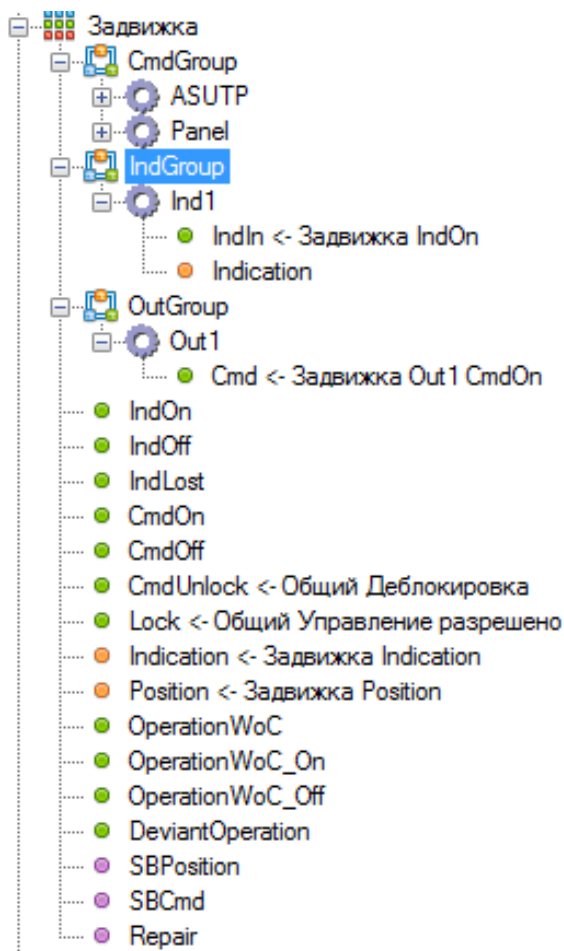 Задвижка
CmdGroup
ASUTP
Panel
IndGroup
Ind1
IndIn <- Задвижка IndOn
Indication
OutGroup
Out1
Cmd <- Задвижка Out1 CmdOn
IndOn
IndOff
IndLost
CmdOn
CmdOff
CmdUnlock <- Общий Деблокировка
Lock <- Общий Управление разрешено
Indication <- Задвижка Indication
Position <- Задвижка Position
OperationWoC
OperationWoC_On
OperationWoC_Off
DeviantOperation
SBPosition
SBCmd
Repair